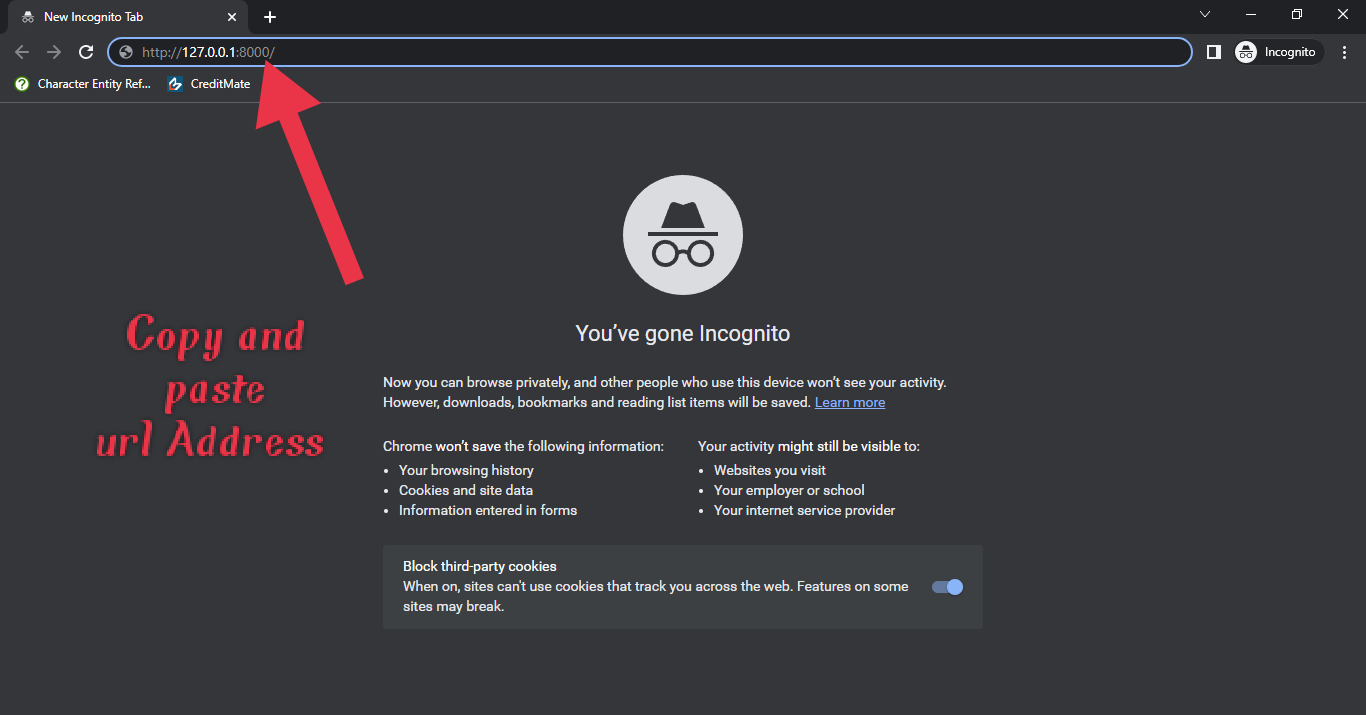 New Incognito Tab
http://127.0.0.1:8000/
Incognito
Character Entity Ref...
CreditMate
Copy and
paste
url Address
You've gone Incognito
Now you can browse privately, and other people who use this device won't see your activity.
However, downloads, bookmarks and reading list items will be saved. Learn more
Chrome won't save the following information:
• Your browsing history
• Cookies and site data
• Information entered in forms
Your activity might still be visible to:
• Websites you visit
• Your employer or school
• Your internet service provider
Block third-party cookies
When on, sites can't use cookies that track you across the web. Features on some
sites may break.